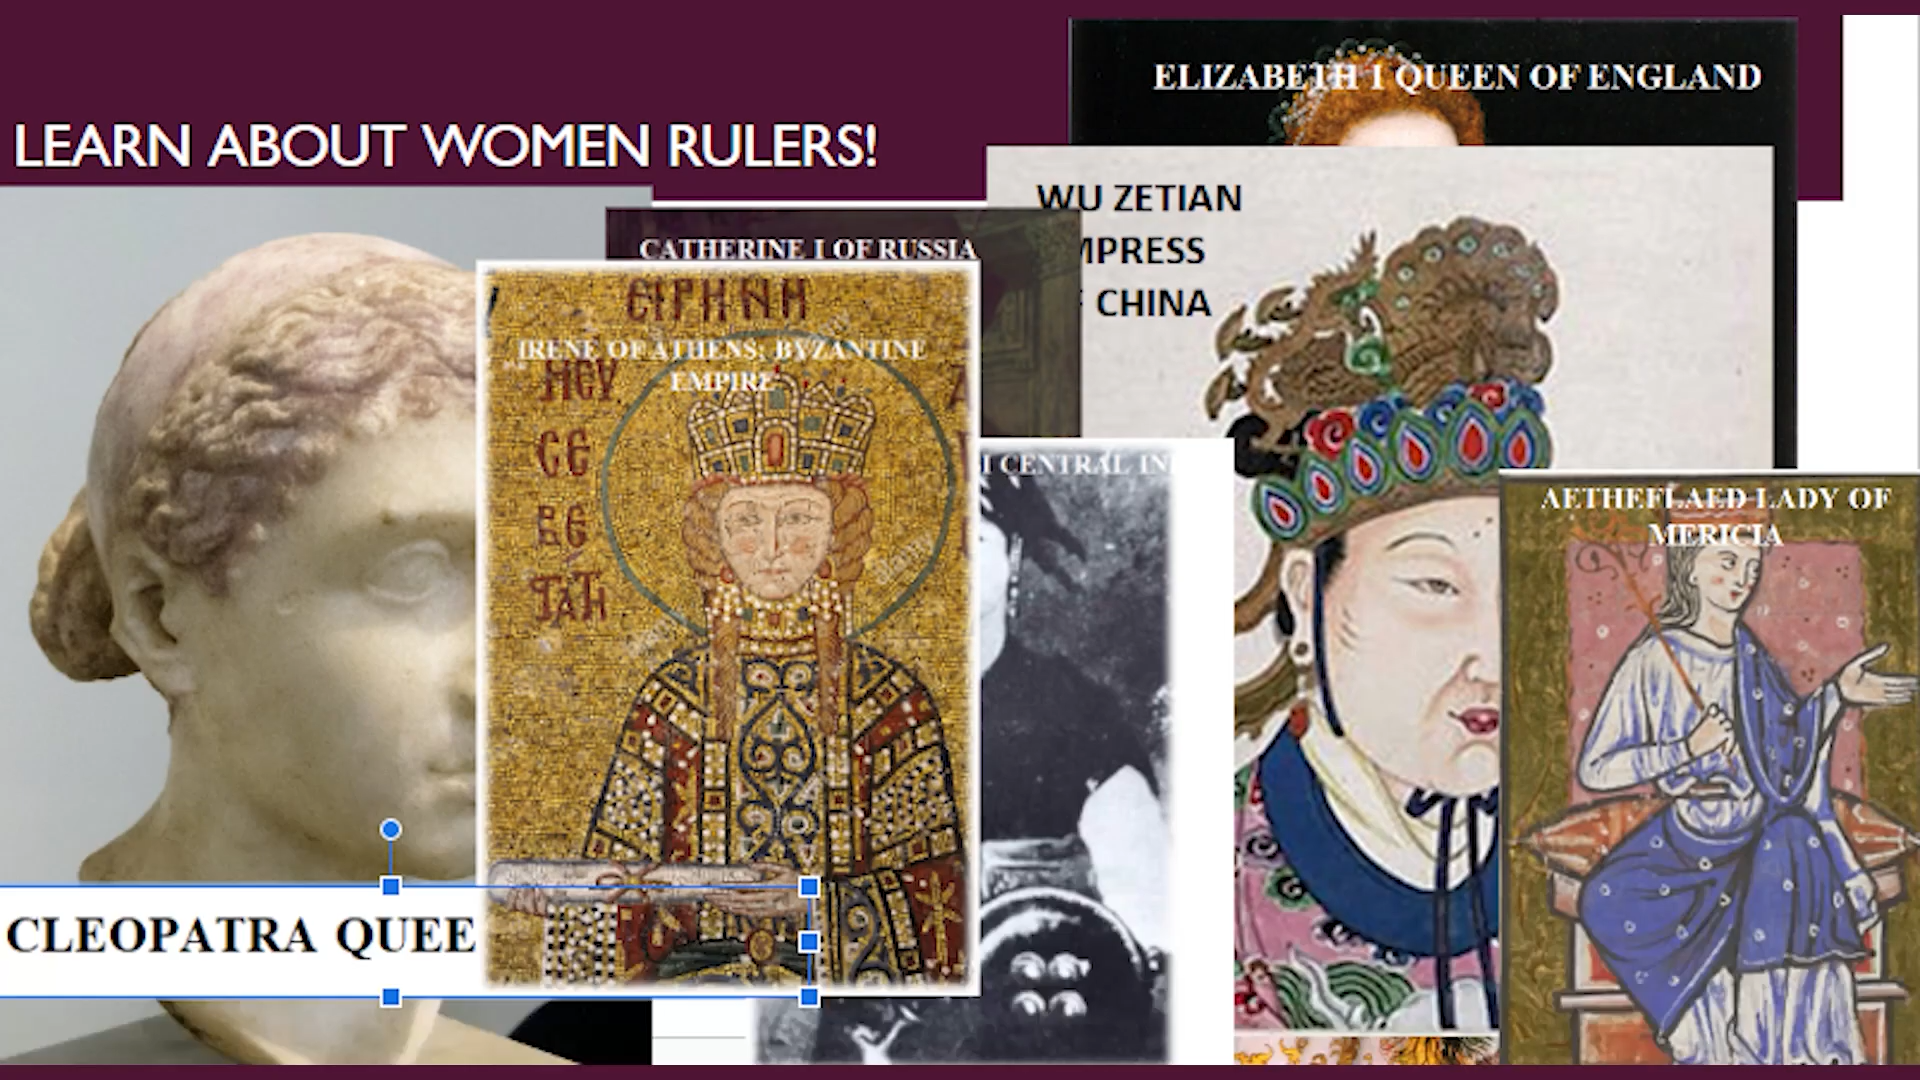 LEARN ABOUT WOMEN RULERS!
ELIZABETH I QUEEN OF ENGLAND
WU ZETIAN
MPRESS
CHINA
CATHERINE I OF RUSSIA
ЄΙΡΗΝΗ
IRENE OF ATHENS; BYZANTINE
EMPIRE
CENTRAL IN
AETHEFLAED LADY OF
MERICIA
CLEOPATRA QUEE